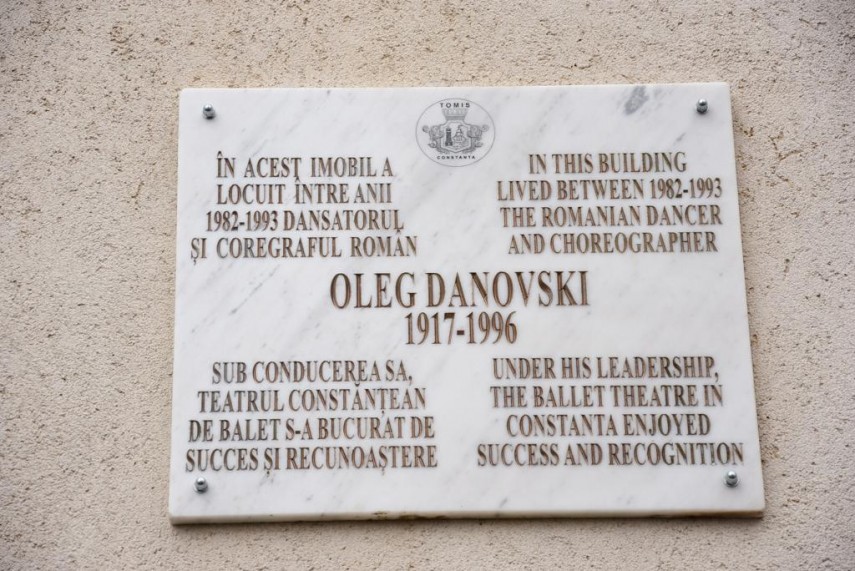 TOMIS
CONSTANTA
ÎN ACEST IMOBIL A
LOCUIT ÎNTRE ANII
1982-1993 DANSATORUL
ȘI COREGRAFUL ROMÂN
IN THIS BUILDING
LIVED BETWEEN 1982-1993
THE ROMANIAN DANCER
AND CHOREOGRAPHER
OLEG DANOVSKI
1917-1996
SUB CONDUCEREA SA,
TEATRUL CONSTĂNȚEAN
DE BALET S-A BUCURAT DE
SUCCES ȘI RECUNOAȘTERE
UNDER HIS LEADERSHIP,
THE BALLET THEATRE IN
CONSTANTA ENJOYED
SUCCESS AND RECOGNITION